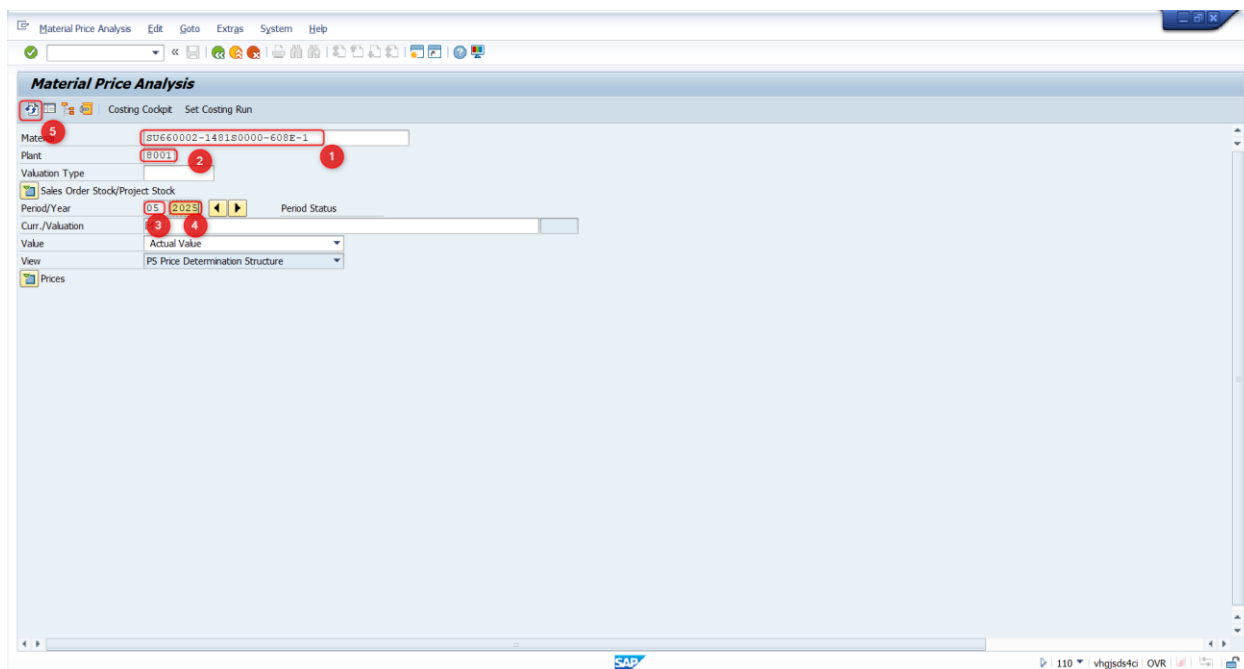 Material Price Analysis Edit Goto Extras System Help
Material Price Analysis
Costing Cockpit Set Costing Run
5
Material SU660002-1481S0000-608E-1
1
Plant 8001
2
Valuation Type
Sales Order Stock/Project Stock
Period/Year 05 2025 Period Status
3 4
Curr./Valuation
Value Actual Value
View PS Price Determination Structure
Prices
SAP 110 vhgjsds4ci OVR